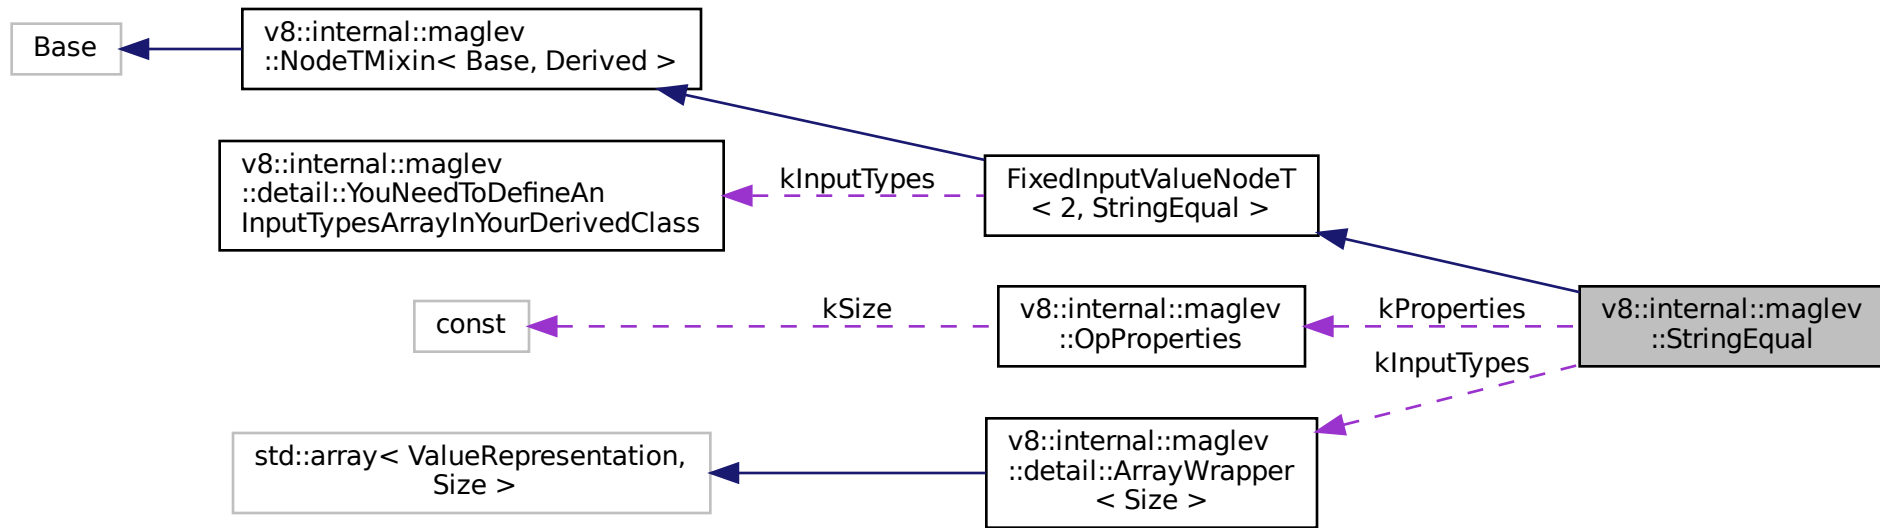 Base
v8::internal::maglev
::NodeTMixin< Base, Derived >
v8::internal::maglev
::detail::YouNeedToDefineAn
InputTypesArrayInYourDerivedClass
kInputTypes
FixedInputValueNodeT
< 2, StringEqual >
const
kSize
v8::internal::maglev
::OpProperties
kProperties
v8::internal::maglev
::StringEqual
kInputTypes
std::array< ValueRepresentation,
Size >
v8::internal::maglev
::detail::ArrayWrapper
< Size >